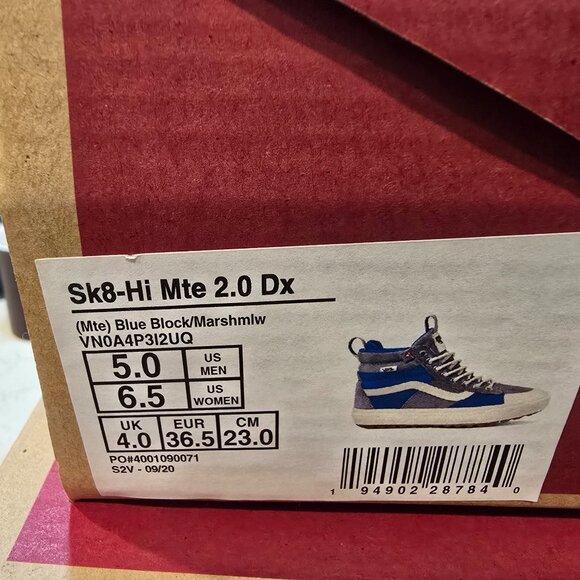 Sk8-Hi Mte 2.0 Dx
(Mte) Blue Block/Marshmlw
VN0A4P3I2UQ
5.0 US MEN
6.5 US WOMEN
UK EUR CM
4.0 36.5 23.0
PO#4001090071
S2V - 09/20
1 94902 28784 0